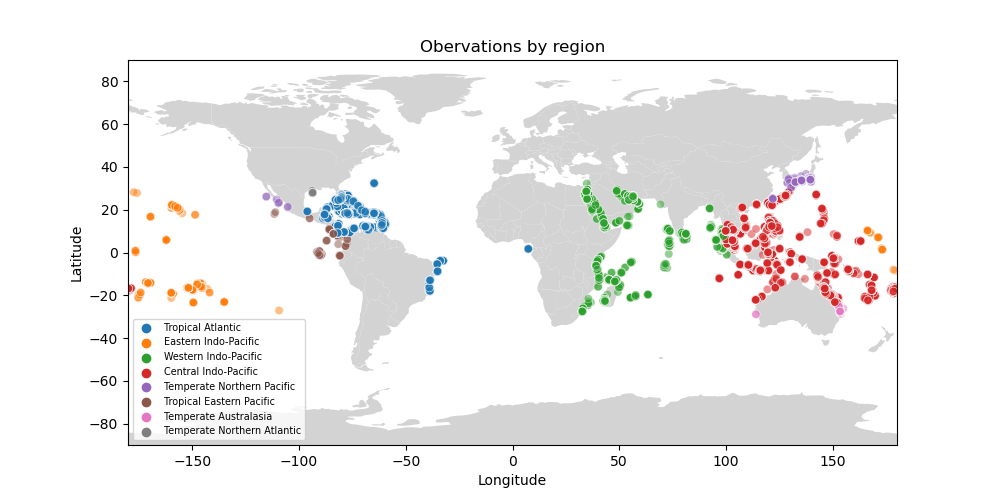 Obervations by region
Latitude
80
60
40
20
0
−20
−40
−60
−80
Tropical Atlantic
Eastern Indo-Pacific
Western Indo-Pacific
Central Indo-Pacific
Temperate Northern Pacific
Tropical Eastern Pacific
Temperate Australasia
Temperate Northern Atlantic
−150 −100 −50 0 50 100 150
Longitude